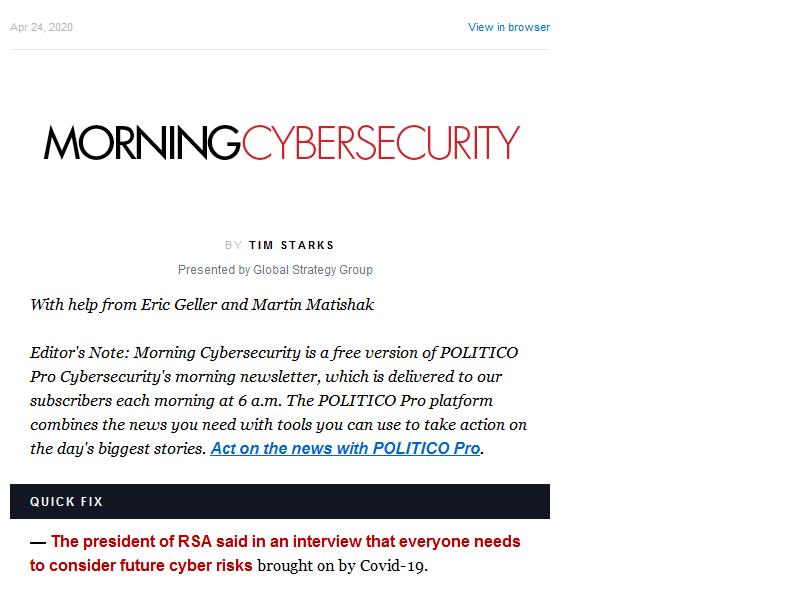 Apr 24, 2020 View in browser
MORNINGCYBERSECURITY
BY TIM STARKS
Presented by Global Strategy Group
With help from Eric Geller and Martin Matishak
Editor's Note: Morning Cybersecurity is a free version of POLITICO
Pro Cybersecurity's morning newsletter, which is delivered to our
subscribers each morning at 6 a.m. The POLITICO Pro platform
combines the news you need with tools you can use to take action on
the day's biggest stories. Act on the news with POLITICO Pro.
QUICK FIX
— The president of RSA said in an interview that everyone needs
to consider future cyber risks brought on by Covid-19.